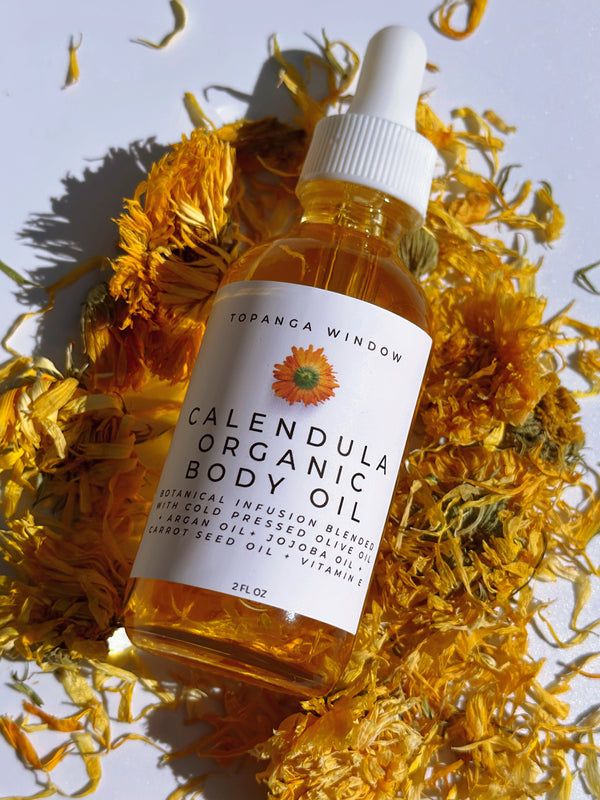 TOPANGA WINDOW
CALENDULA
ORGANIC
BODY OIL
BOTANICAL INFUSION BLENDED
WITH COLD PRESSED OLIVE OIL
+ ARGAN OIL+ JOJOBA OIL +
CARROT SEED OIL + VITAMIN E
2 FL OZ